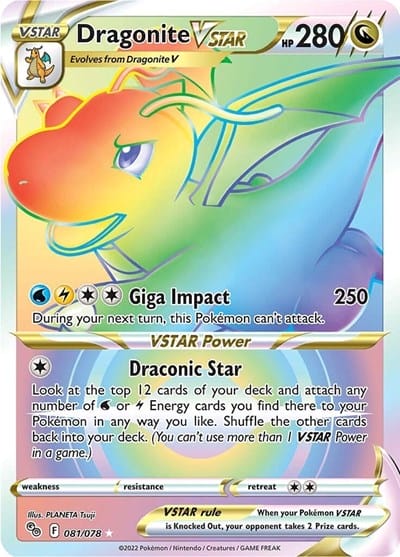 VSTAR Dragonite VSTAR HP 280
Evolves from Dragonite V
Giga Impact 250
During your next turn, this Pokémon can't attack.
VSTAR Power
Draconic Star
Look at the top 12 cards of your deck and attach any
number of or Energy cards you find there to your
Pokémon in any way you like. Shuffle the other cards
back into your deck. (You can't use more than 1 VSTAR Power
in a game.)
weakness resistance retreat
Illus. PLANETA Tsuji
F 081/078
VSTAR rule When your Pokémon VSTAR
is Knocked Out, your opponent takes 2 Prize cards.
©2022 Pokémon / Nintendo / Creatures / GAME FREAK